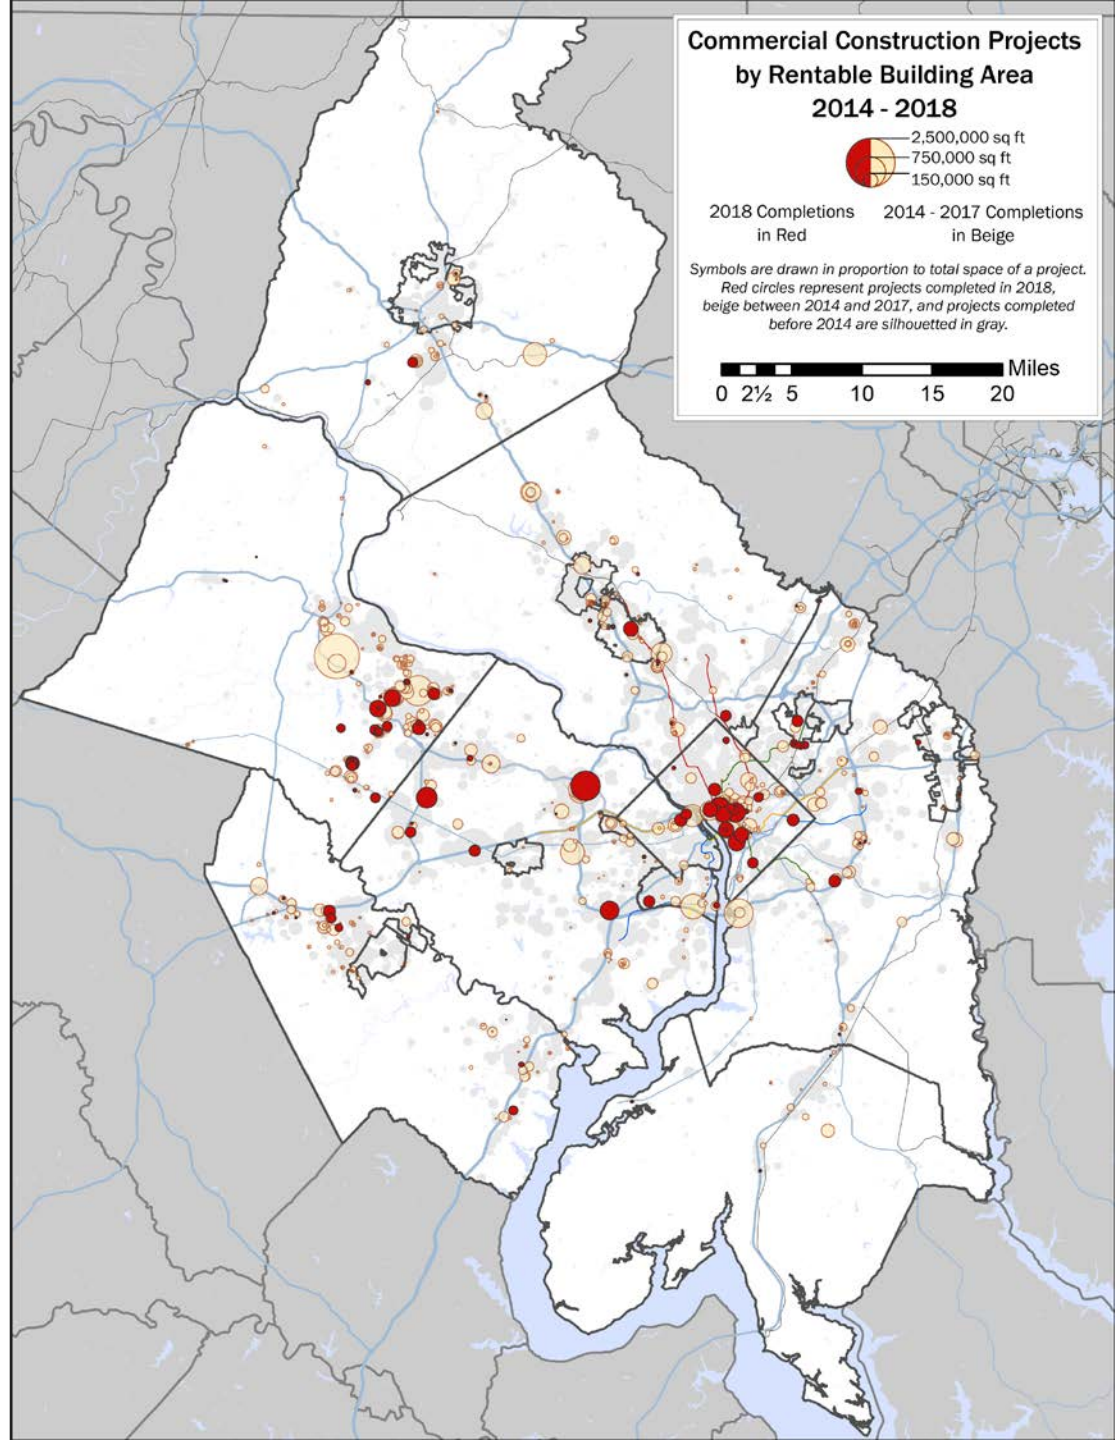 Commercial Construction Projects
by Rentable Building Area
2014 - 2018
2,500,000 sq ft
750,000 sq ft
150,000 sq ft
2018 Completions
in Red
2014 - 2017 Completions
in Beige
Symbols are drawn in proportion to total space of a project.
Red circles represent projects completed in 2018,
beige between 2014 and 2017, and projects completed
before 2014 are silhouetted in gray.
Miles
0 2½ 5 10 15 20